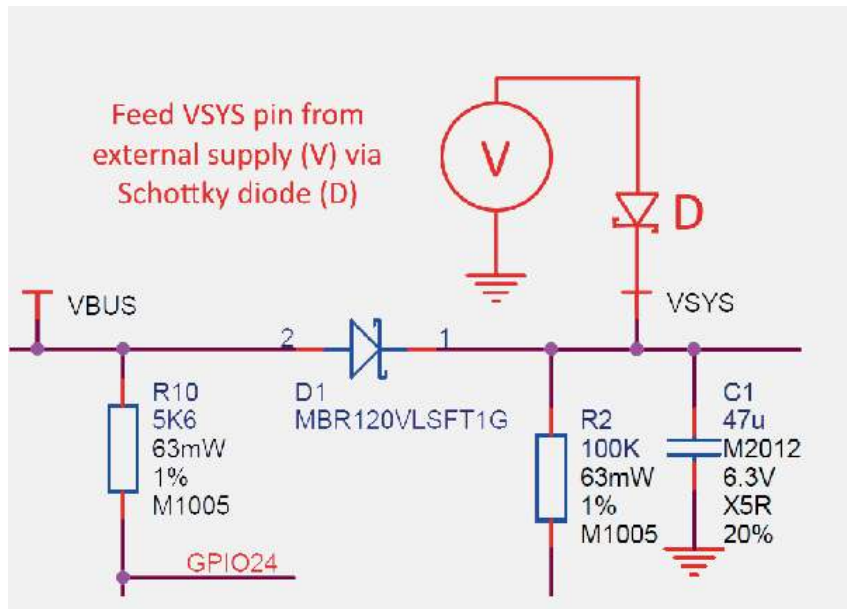 Feed VSYS pin from
external supply (V) via
Schottky diode (D)
V
D
VBUS
VSYS
2
1
R10
5K6
63mW
1%
M1005
D1
MBR120VLSFT1G
R2
100K
63mW
1%
M1005
C1
47u
M2012
6.3V
X5R
20%
GPIO24